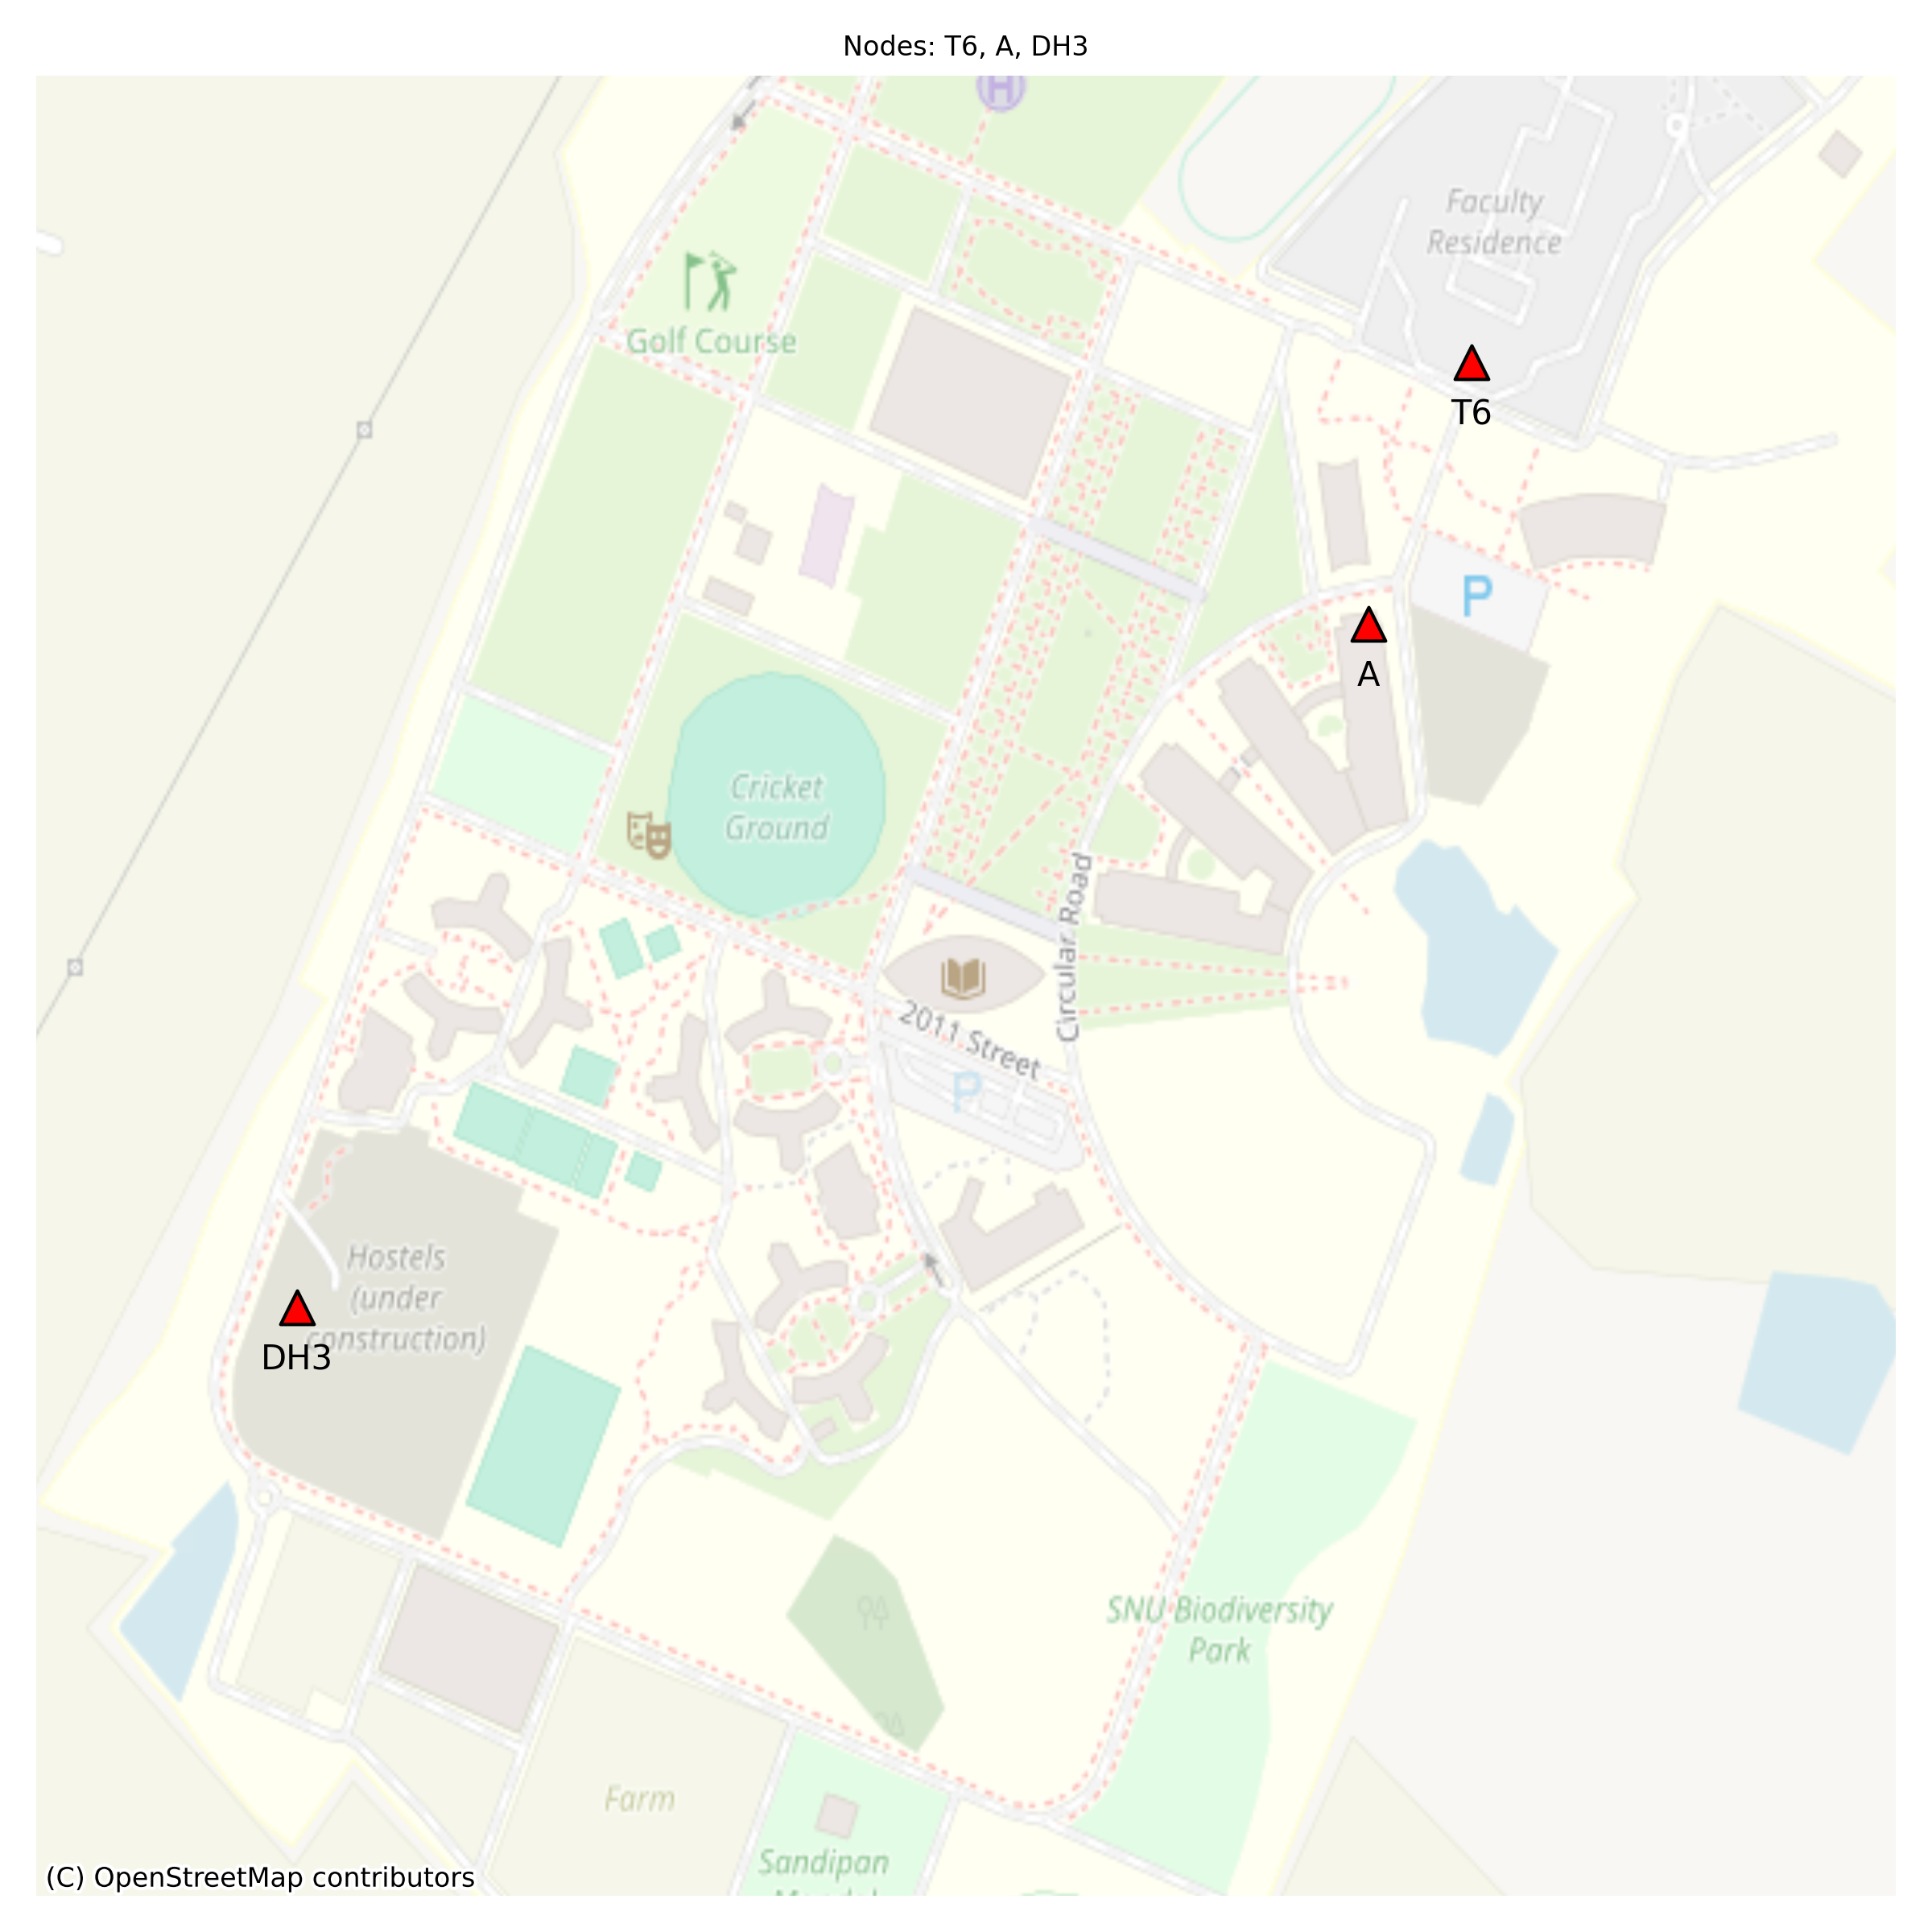 Nodes: T6, A, DH3
H
Faculty
Residence
Golf Course
T6
P
A
Cricket
Ground
Circular Road
2011 Street
P
Hostels
(under
construction)
DH3
SNU Biodiversity
Park
Farm
Sandipan
(C) OpenStreetMap contributors